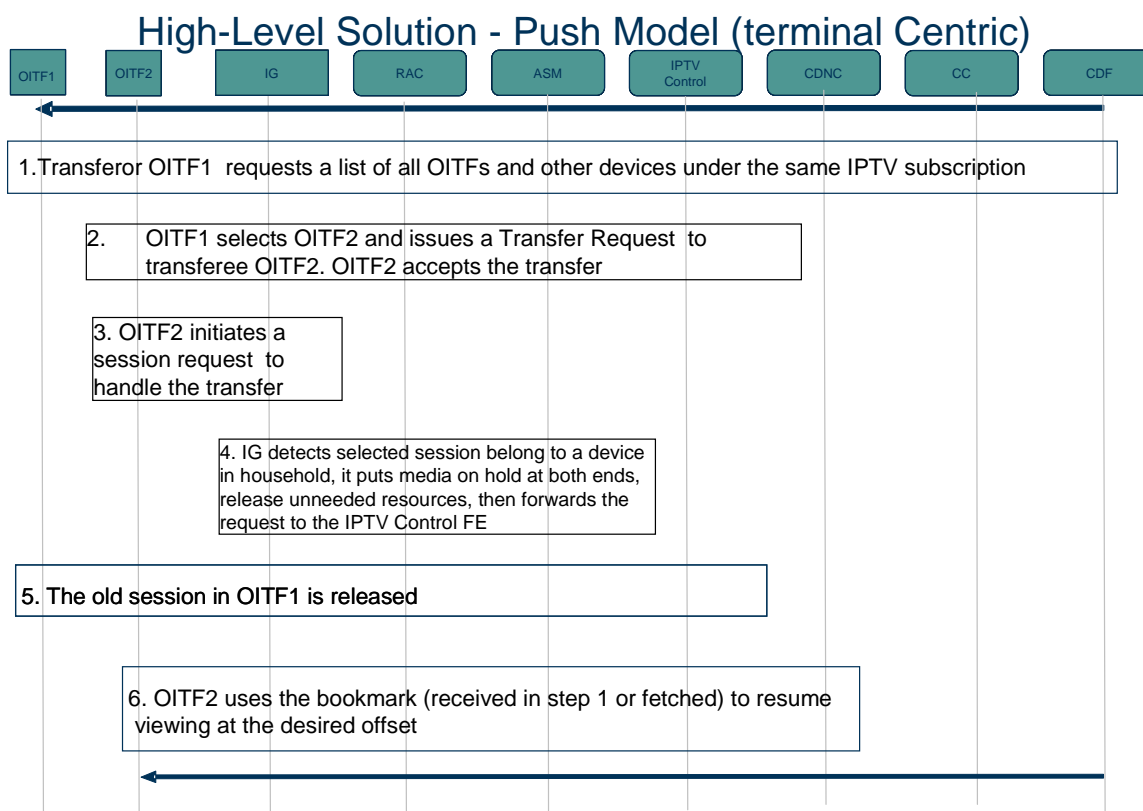 High-Level Solution - Push Model (terminal Centric)
OITF1
OITF2
IG
RAC
ASM
IPTV
Control
CDNC
CC
CDF
1.Transferor OITF1 requests a list of all OITFs and other devices under the same IPTV subscription
2. OITF1 selects OITF2 and issues a Transfer Request to
transferee OITF2. OITF2 accepts the transfer
3. OITF2 initiates a
session request to
handle the transfer
4. IG detects selected session belong to a device
in household, it puts media on hold at both ends,
release unneeded resources, then forwards the
request to the IPTV Control FE
5. The old session in OITF1 is released
6. OITF2 uses the bookmark (received in step 1 or fetched) to resume
viewing at the desired offset